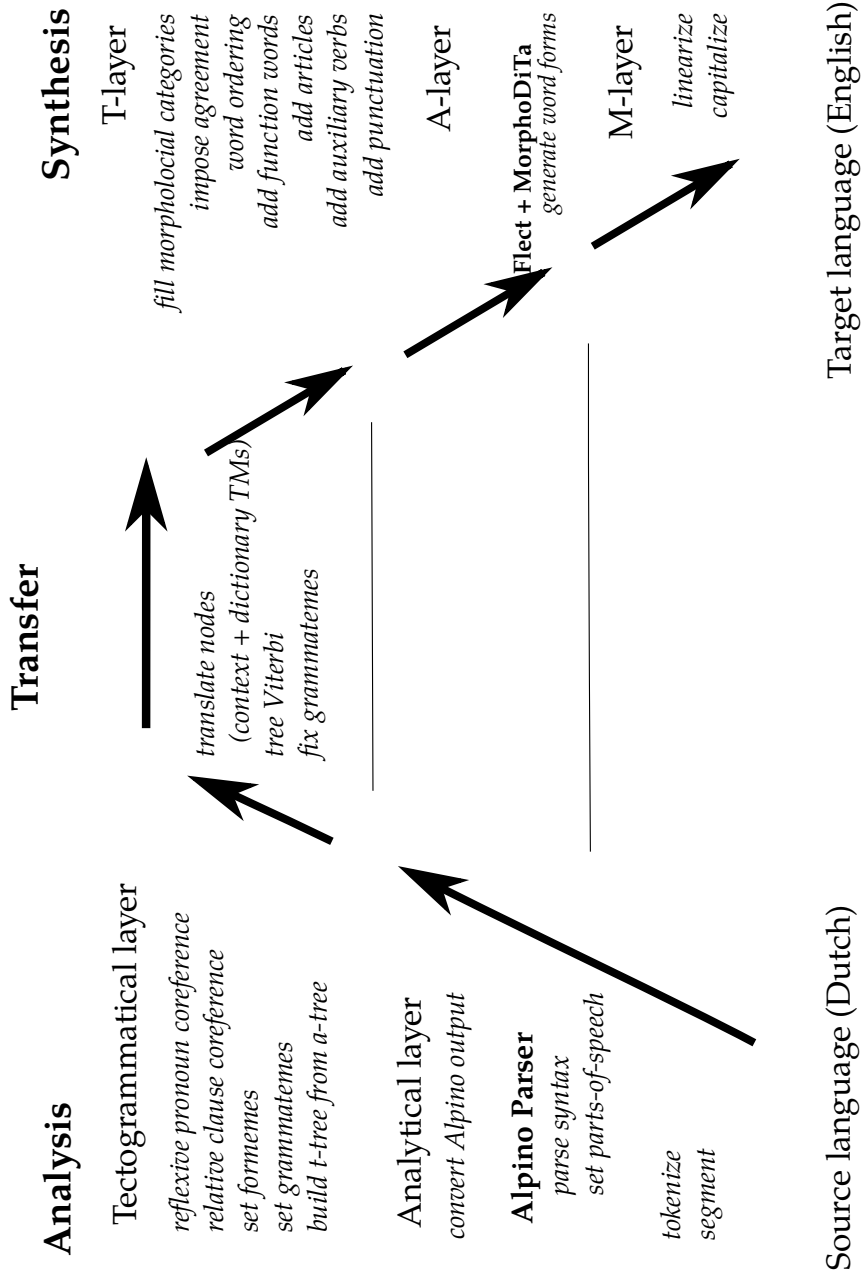 Analysis
Tectogrammatical layer
reflexive pronoun coreference
relative clause coreference
set formemes
set grammatemes
build t-tree from a-tree
Analytical layer
convert Alpino output
Alpino Parser
parse syntax
set parts-of-speech
tokenize
segment
Source language (Dutch)
Transfer
translate nodes
(context + dictionary TMs)
tree Viterbi
fix grammatemes
Synthesis
T-layer
fill morpholocial categories
impose agreement
word ordering
add function words
add articles
add auxiliary verbs
add punctuation
A-layer
Flect + MorphoDiTa
generate word forms
M-layer
linearize
capitalize
Target language (English)